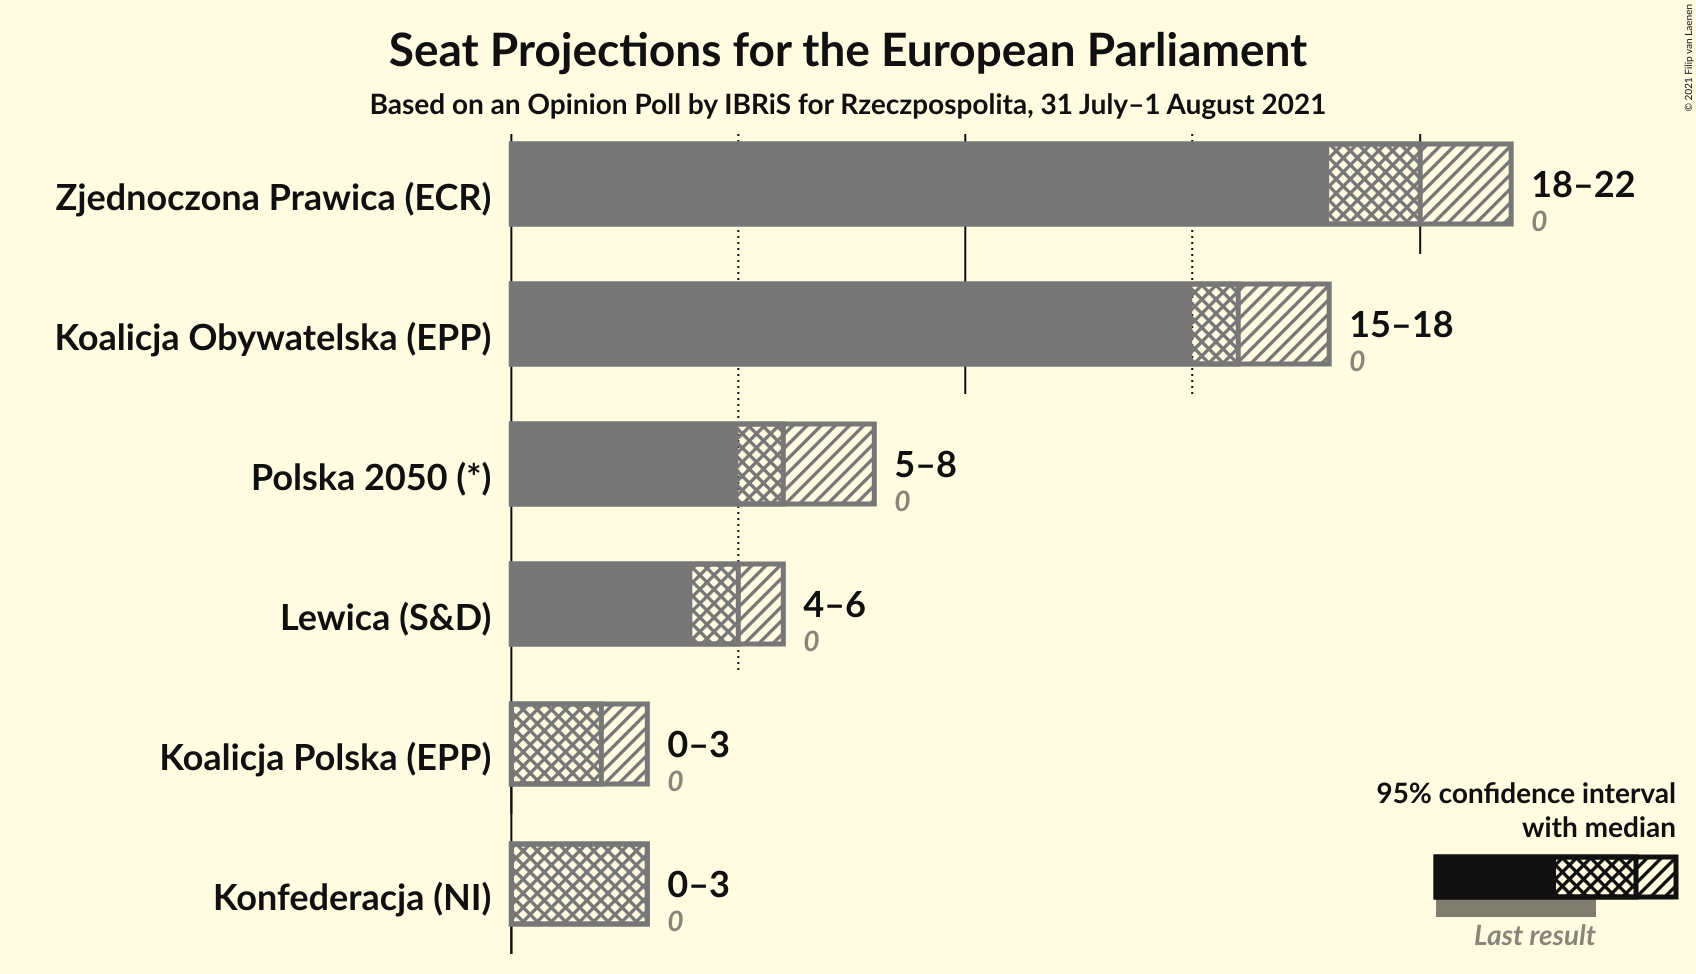 Seat Projections for the European Parliament
Based on an Opinion Poll by IBRiS for Rzeczpospolita, 31 July–1 August 2021
© 2021 Filip van Laenen
Zjednoczona Prawica (ECR)
18–22
0
Koalicja Obywatelska (EPP)
15–18
0
Polska 2050 (*)
5–8
0
Lewica (S&D)
4–6
0
Koalicja Polska (EPP)
0–3
0
Konfederacja (NI)
0–3
0
95% confidence interval
with median
Last result